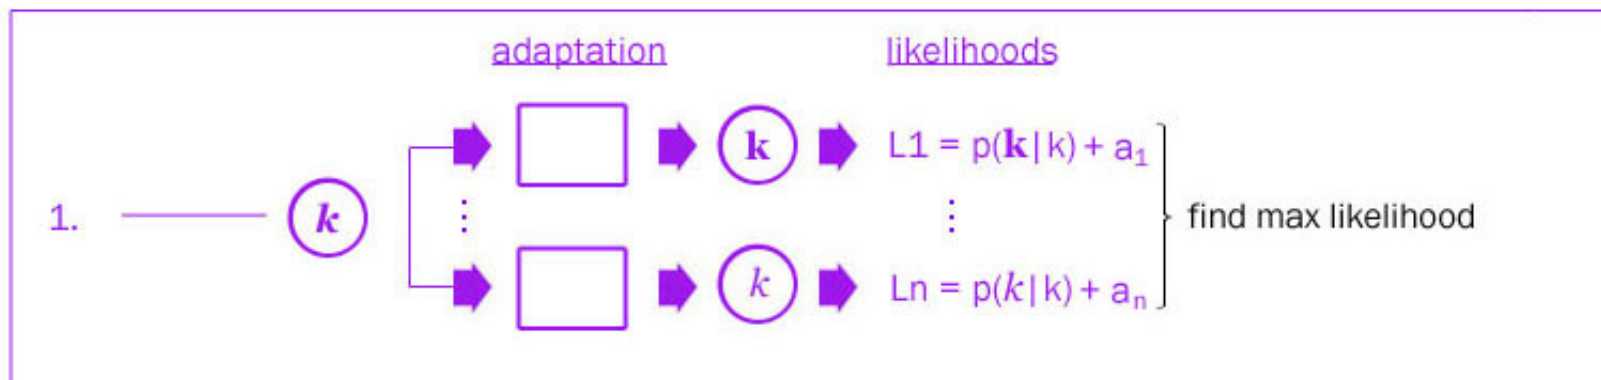 adaptation likelihoods
k L1 = p(k|k) + a₁
1. k ⋮ ⋮ find max likelihood
k Ln = p(k|k) + aₙ